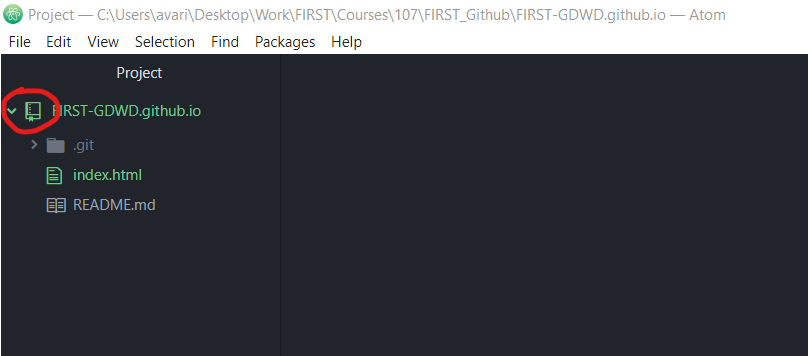 Project — C:\Users\avari\Desktop\Work\FIRST\Courses\107\FIRST_Github\FIRST-GDWD.github.io — Atom
File Edit View Selection Find Packages Help
Project
FIRST-GDWD.github.io
.git
index.html
README.md